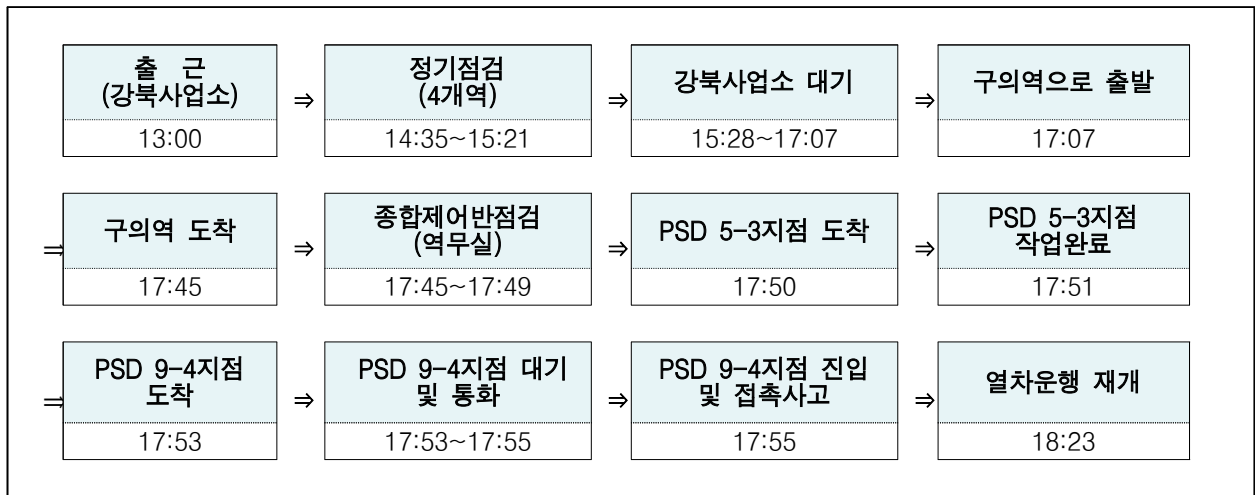 출 근
(강북사업소)
13:00
⇒
정기점검
(4개역)
14:35~15:21
⇒
강북사업소 대기
15:28~17:07
⇒
구의역으로 출발
17:07
⇒
구의역 도착
17:45
⇒
종합제어반점검
(역무실)
17:45~17:49
⇒
PSD 5-3지점 도착
17:50
⇒
PSD 5-3지점
작업완료
17:51
⇒
PSD 9-4지점
도착
17:53
⇒
PSD 9-4지점 대기
및 통화
17:53~17:55
⇒
PSD 9-4지점 진입
및 접촉사고
17:55
⇒
열차운행 재개
18:23